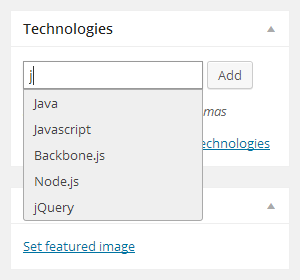 Technologies
j
Add
Java
Javascript
Backbone.js
Node.js
jQuery
Set featured image